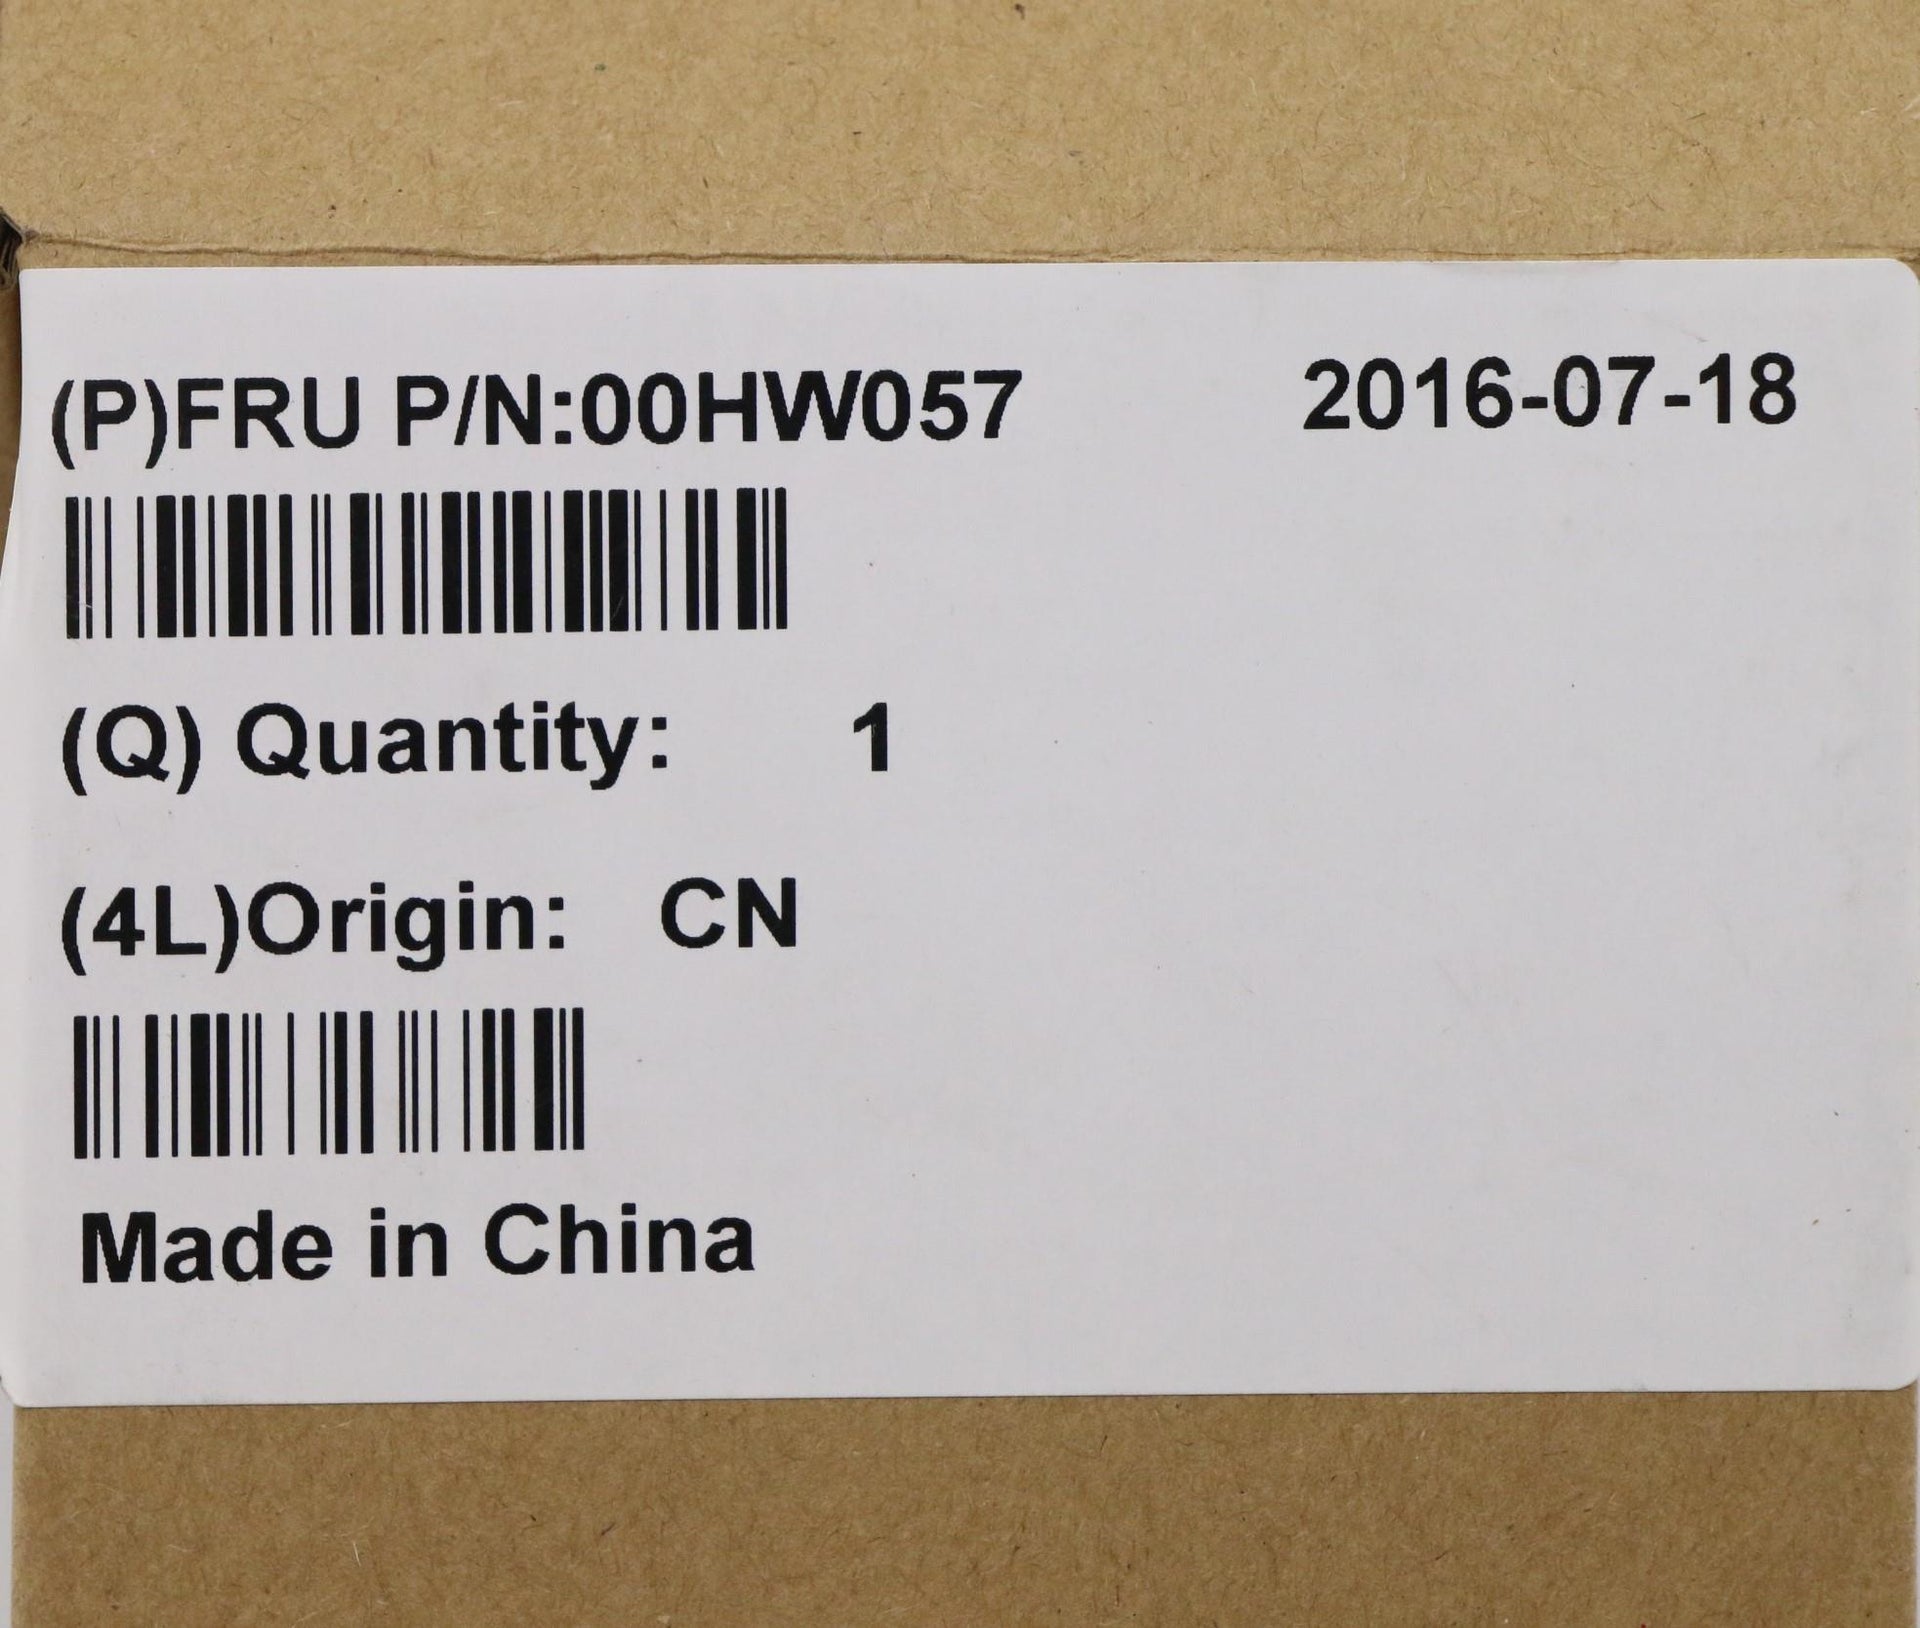 (P)FRU P/N:00HW057 2016-07-18
(Q) Quantity: 1
(4L)Origin: CN
Made in China